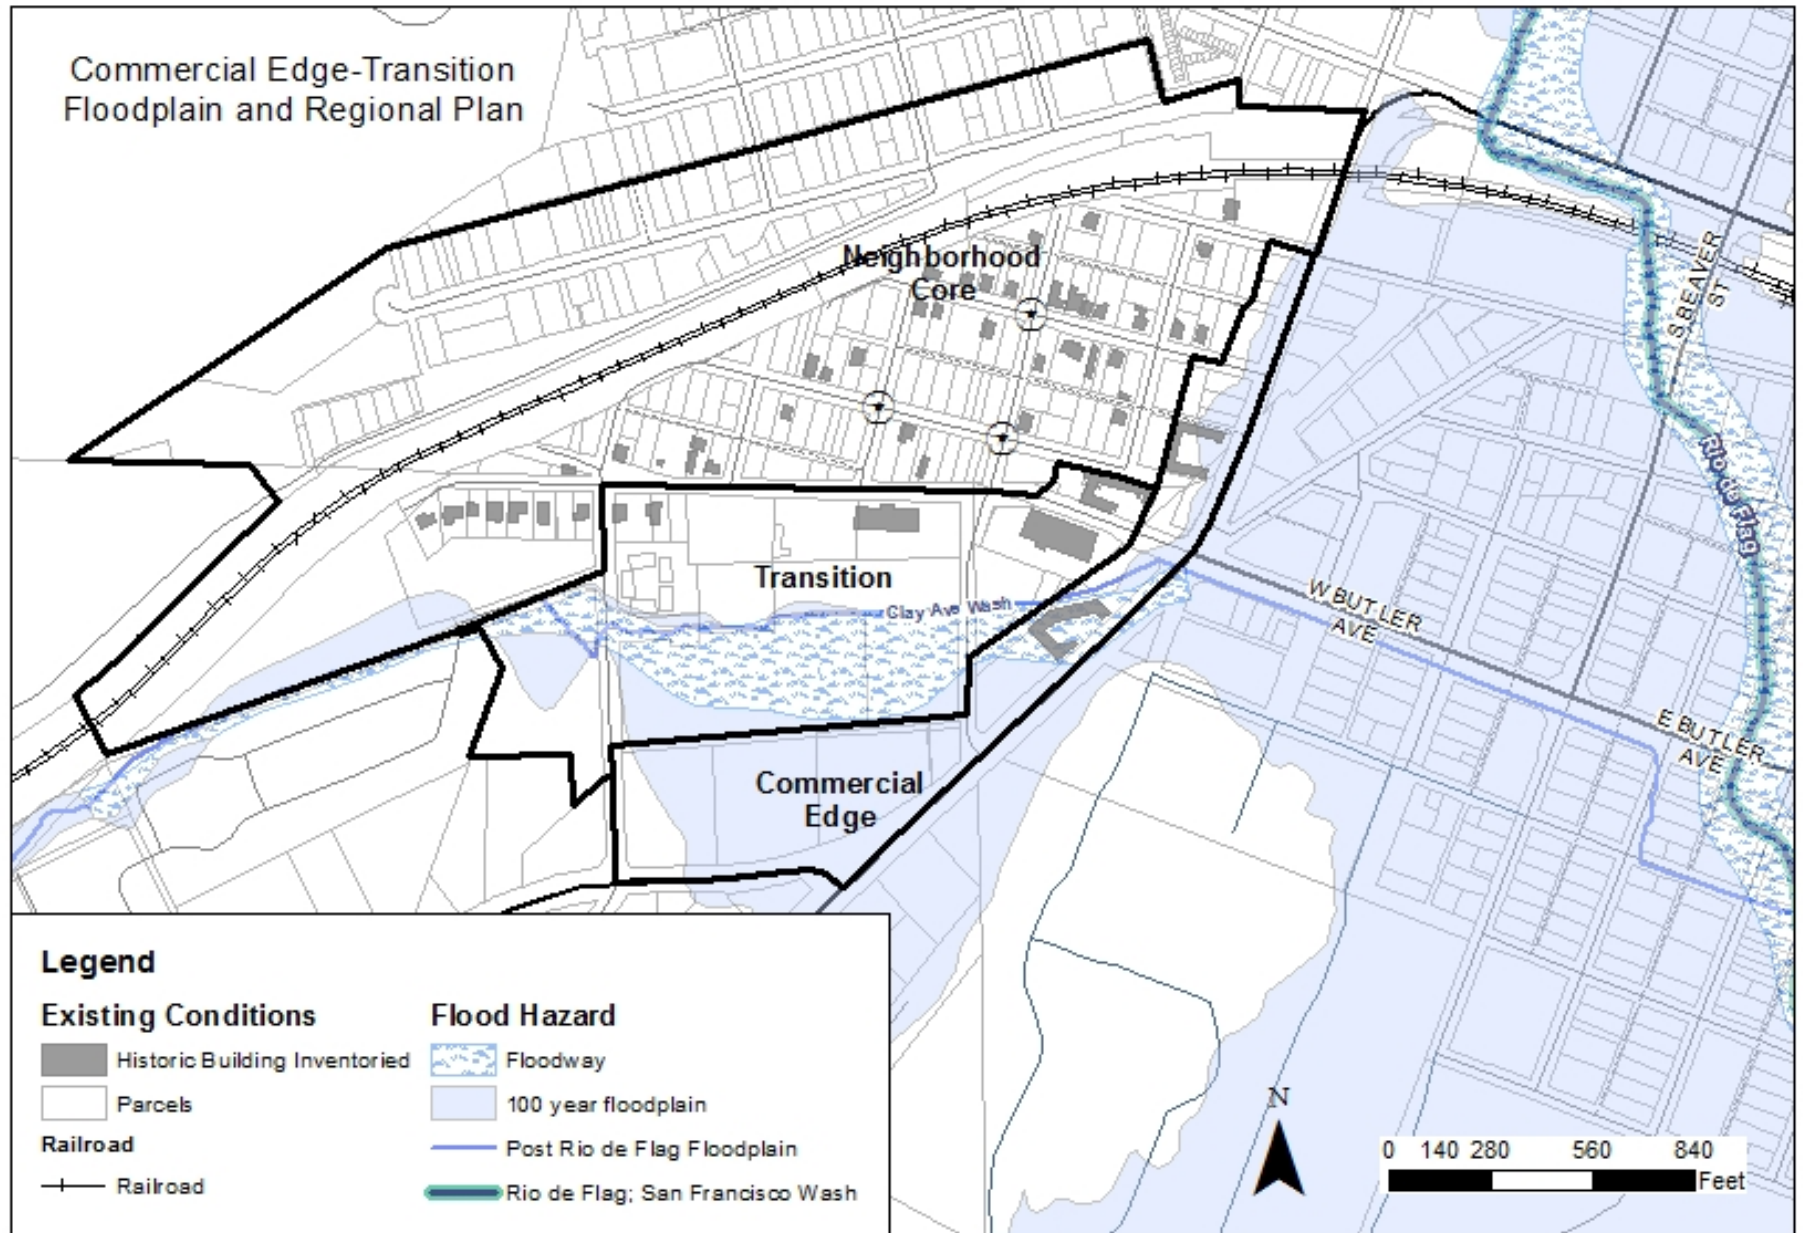 Commercial Edge-Transition
Floodplain and Regional Plan
Neighborhood
Core
S BEAVER
ST
Rio de Flag
Transition
Clay Ave Wash
W BUTLER
AVE
E BUTLER
AVE
Commercial
Edge
Legend
Existing Conditions
Historic Building Inventoried
Parcels
Railroad
Railroad
Flood Hazard
Floodway
100 year floodplain
Post Rio de Flag Floodplain
Rio de Flag; San Francisco Wash
N
0 140 280 560 840
Feet